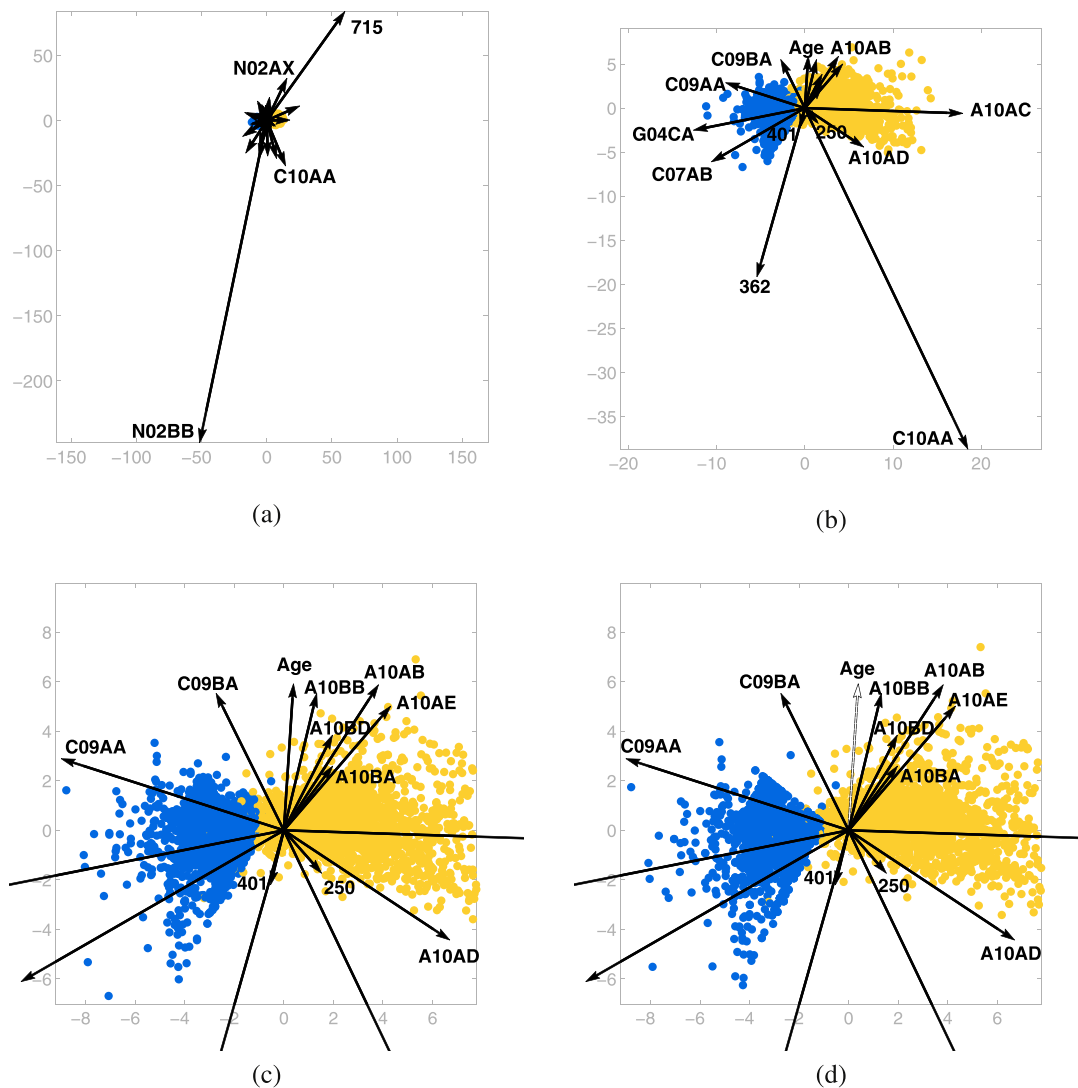 715
N02AX
50
0
C10AA
−50
−100
−150
−200
N02BB
−150 −100 −50 0 50 100 150
(a)
C09BA Age A10AB
5
C09AA
0
A10AC
G04CA 401 250
−5
A10AD
C07AB
−10
−15
−20
362
−25
−30
−35
C10AA
−20 −10 0 10 20
(b)
8
Age
C09BA A10BB A10AB
6
A10AE
4
A10BD
C09AA
2
A10BA
0
−2
401 250
−4
A10AD
−6
−8 −6 −4 −2 0 2 4 6
(c)
8
Age
C09BA A10BB A10AB
6
A10AE
4
A10BD
C09AA
2
A10BA
0
−2
401 250
−4
A10AD
−6
−8 −6 −4 −2 0 2 4 6
(d)